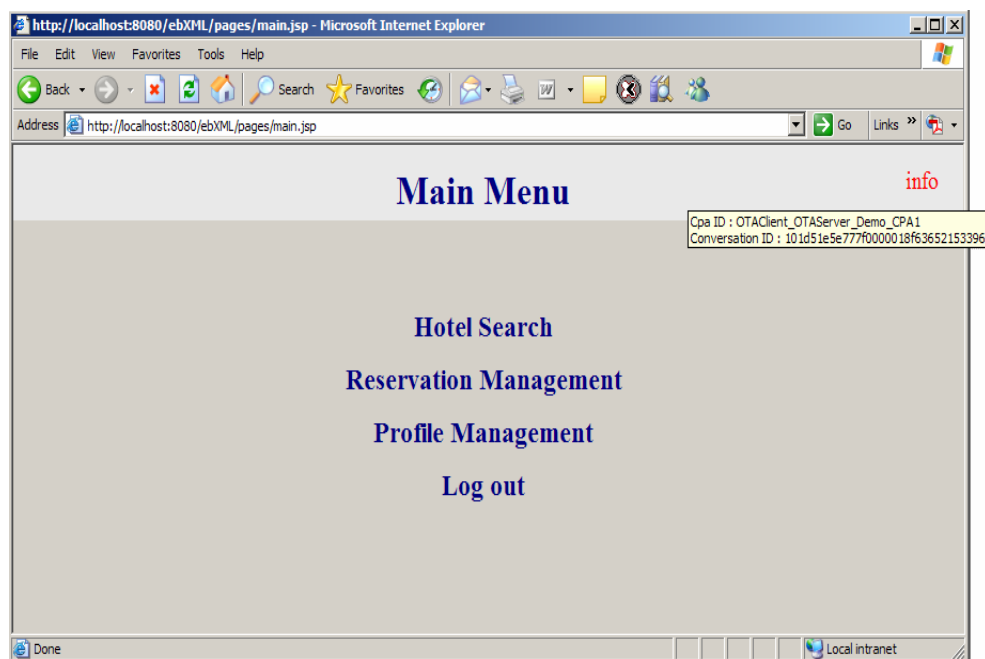 http://localhost:8080/ebXML/pages/main.jsp - Microsoft Internet Explorer
File Edit View Favorites Tools Help
Back Search Favorites
Address http://localhost:8080/ebXML/pages/main.jsp Go Links »
Main Menu
info
Cpa ID : OTAClient_OTAServer_Demo_CPA1
Conversation ID : 101d51e5e777f0000018f63652153396
Hotel Search
Reservation Management
Profile Management
Log out
Done Local intranet